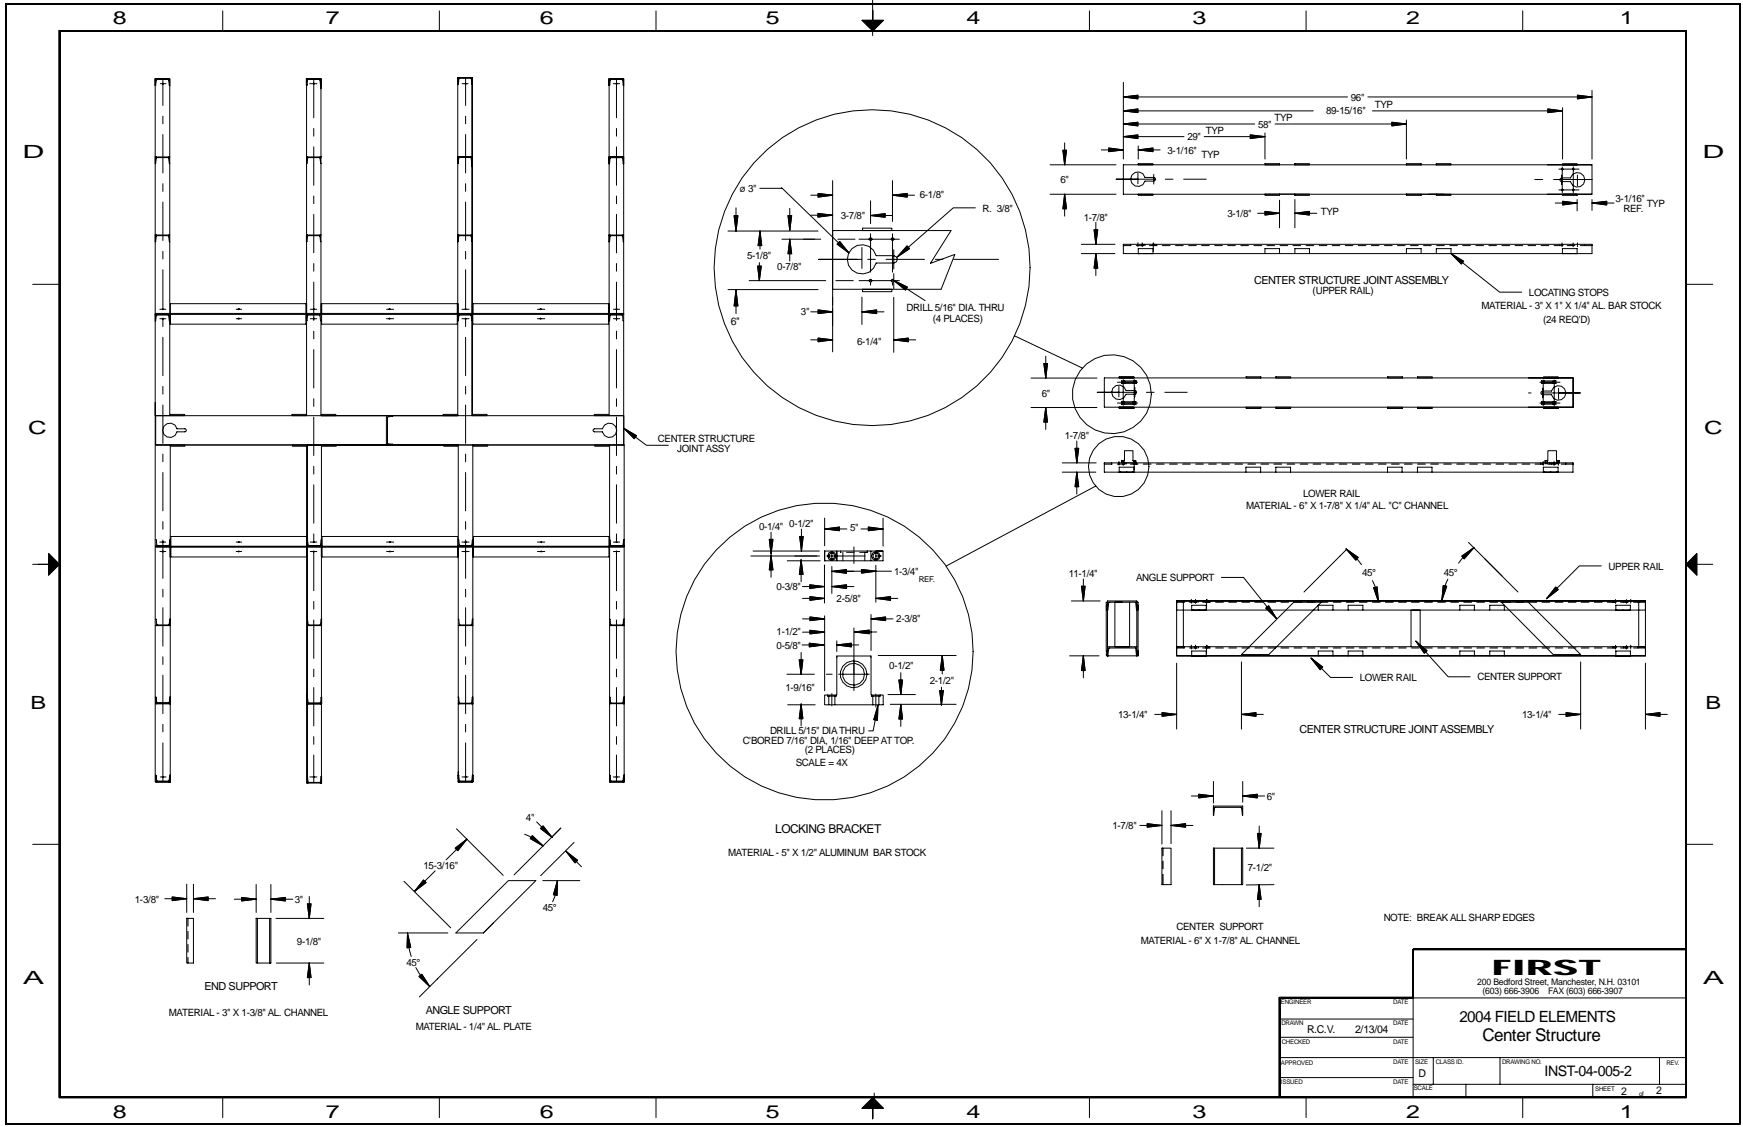 8 7 6 5 4 3 2 1
D
D
C
C
B
B
A
A
8 7 6 5 4 3 2 1
CENTER STRUCTURE
JOINT ASSY
ø 3"
6-1/8"
3-7/8"
R. 3/8"
5-1/8"
0-7/8"
6"
3"
DRILL 5/16" DIA. THRU
(4 PLACES)
6-1/4"
96"
89-15/16" TYP
58" TYP
29" TYP
3-1/16" TYP
6"
3-1/8" TYP
3-1/16"
REF. TYP
1-7/8"
CENTER STRUCTURE JOINT ASSEMBLY
(UPPER RAIL)
LOCATING STOPS
MATERIAL - 3" X 1" X 1/4" AL. BAR STOCK
(24 REQ'D)
6"
1-7/8"
LOWER RAIL
MATERIAL - 6" X 1-7/8" X 1/4" AL. "C" CHANNEL
0-1/4" 0-1/2" 5"
1-3/4"
REF.
0-3/8"
2-5/8"
2-3/8"
1-1/2"
0-5/8"
0-1/2"
2-1/2"
1-9/16"
DRILL 5/15" DIA THRU
C'BORED 7/16" DIA, 1/16" DEEP AT TOP.
(2 PLACES)
SCALE = 4X
LOCKING BRACKET
MATERIAL - 5" X 1/2" ALUMINUM BAR STOCK
11-1/4"
ANGLE SUPPORT
45°
45°
UPPER RAIL
LOWER RAIL
CENTER SUPPORT
13-1/4"
13-1/4"
CENTER STRUCTURE JOINT ASSEMBLY
6"
1-7/8"
7-1/2"
CENTER SUPPORT
MATERIAL - 6" X 1-7/8" AL. CHANNEL
1-3/8"
3"
9-1/8"
END SUPPORT
MATERIAL - 3" X 1-3/8" AL. CHANNEL
4"
15-3/16"
45°
45°
ANGLE SUPPORT
MATERIAL - 1/4" AL. PLATE
NOTE: BREAK ALL SHARP EDGES
FIRST
200 Bedford Street, Manchester, N.H. 03101
(603) 666-3906 FAX (603) 666-3907
2004 FIELD ELEMENTS
Center Structure
ENGINEER DATE
DRAWN R.C.V. 2/13/04 DATE
CHECKED DATE
APPROVED DATE
ISSUED DATE
SIZE D
CLASS ID.
DRAWING NO. INST-04-005-2
REV.
SCALE
SHEET 2 of 2